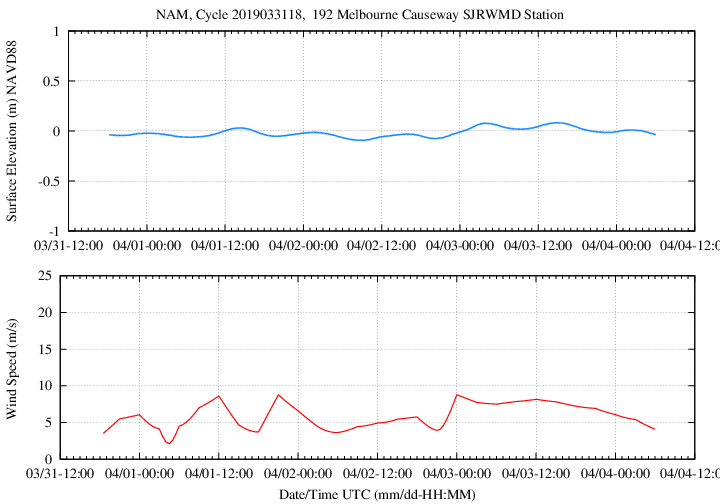 NAM, Cycle 2019033118,  192 Melbourne Causeway SJRWMD Station
Surface Elevation (m) NAVD88
1
0.5
0
-0.5
-1
03/31-12:00 04/01-00:00 04/01-12:00 04/02-00:00 04/02-12:00 04/03-00:00 04/03-12:00 04/04-00:00 04/04-12:0
Wind Speed (m/s)
25
20
15
10
5
0
03/31-12:00 04/01-00:00 04/01-12:00 04/02-00:00 04/02-12:00 04/03-00:00 04/03-12:00 04/04-00:00 04/04-12:0
Date/Time UTC (mm/dd-HH:MM)